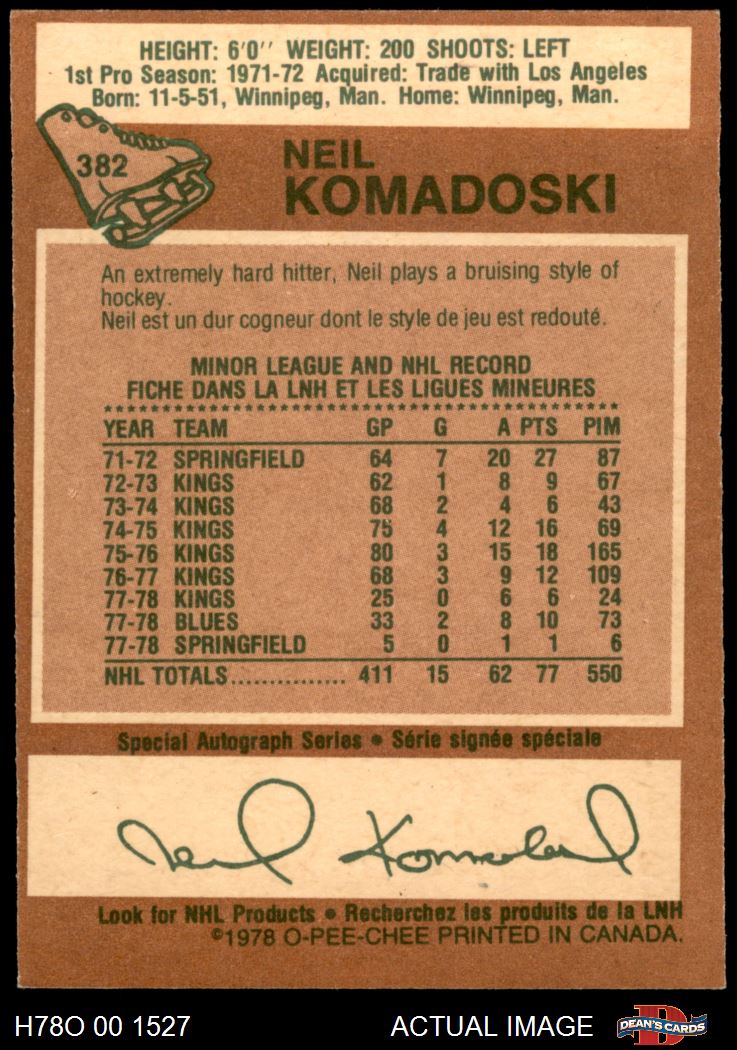 HEIGHT: 6'0'' WEIGHT: 200 SHOOTS: LEFT
1st Pro Season: 1971-72 Acquired: Trade with Los Angeles
Born: 11-5-51, Winnipeg, Man. Home: Winnipeg, Man.
382
NEIL
KOMADOSKI
An extremely hard hitter, Neil plays a bruising style of
hockey.
Neil est un dur cogneur dont le style de jeu est redouté.
MINOR LEAGUE AND NHL RECORD
FICHE DANS LA LNH ET LES LIGUES MINEURES
YEAR TEAM GP G A PTS PIM
71-72 SPRINGFIELD 64 7 20 27 87
72-73 KINGS 62 1 8 9 67
73-74 KINGS 68 2 4 6 43
74-75 KINGS 75 4 12 16 69
75-76 KINGS 80 3 15 18 165
76-77 KINGS 68 3 9 12 109
77-78 KINGS 25 0 6 6 24
77-78 BLUES 33 2 8 10 73
77-78 SPRINGFIELD 5 0 1 1 6
NHL TOTALS................ 411 15 62 77 550
Special Autograph Series • Série signée spéciale
Neil Komadoski
Look for NHL Products • Recherchez les produits de la LNH
©1978 O-PEE-CHEE PRINTED IN CANADA.
H78O 00 1527 ACTUAL IMAGE D DEAN'S CARDS